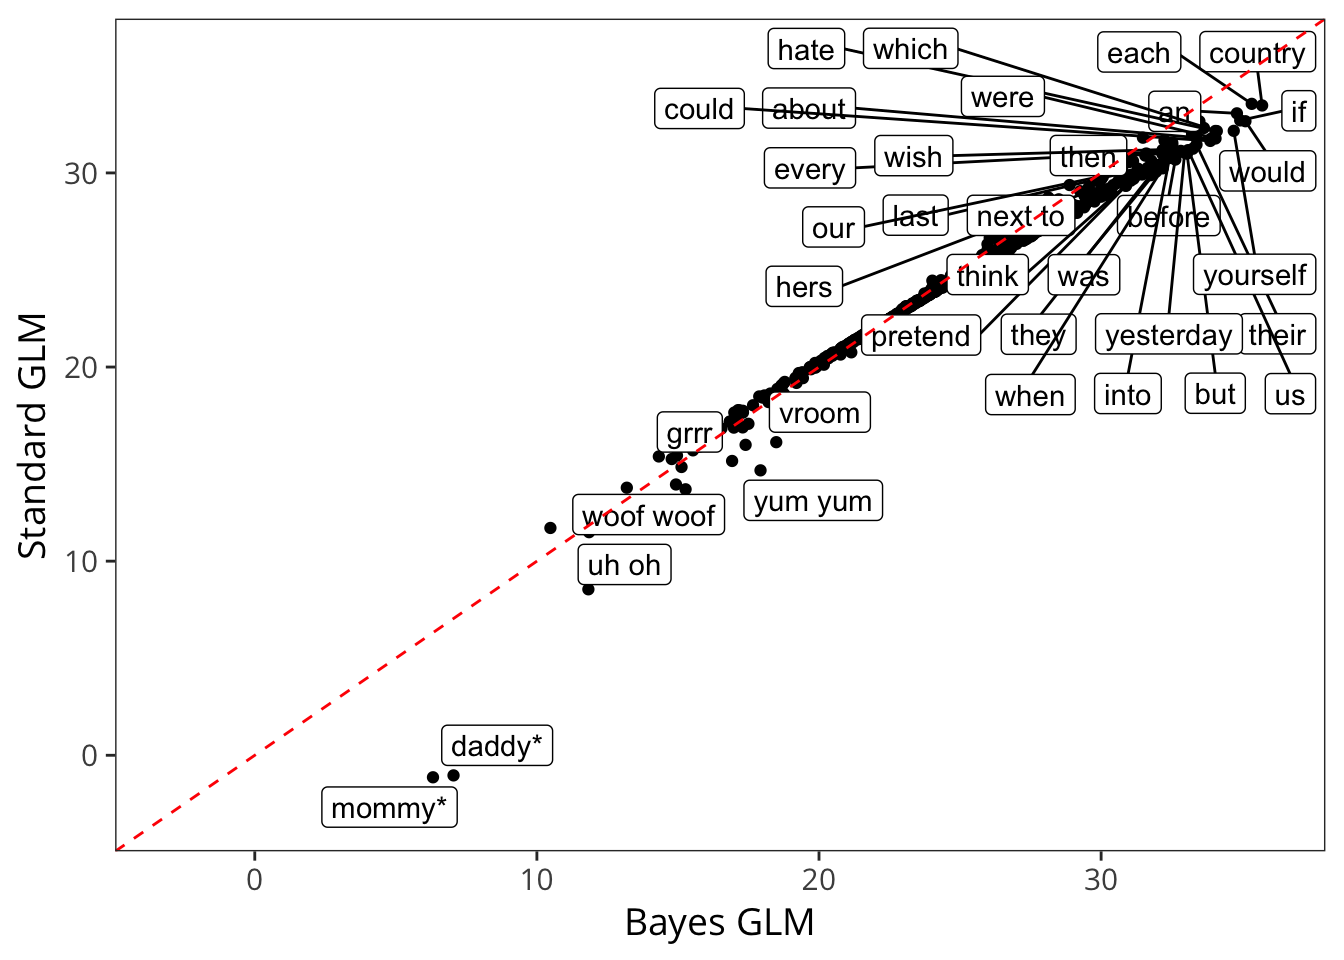 hate
which
each
country
were
could
about
an
if
wish
then
every
would
30
last
next to
before
our
think
was
yourself
hers
pretend
they
yesterday
their
20
when
into
but
us
vroom
grrr
yum yum
woof woof
uh oh
10
daddy*
0
mommy*
Standard GLM
0
10
20
30
Bayes GLM